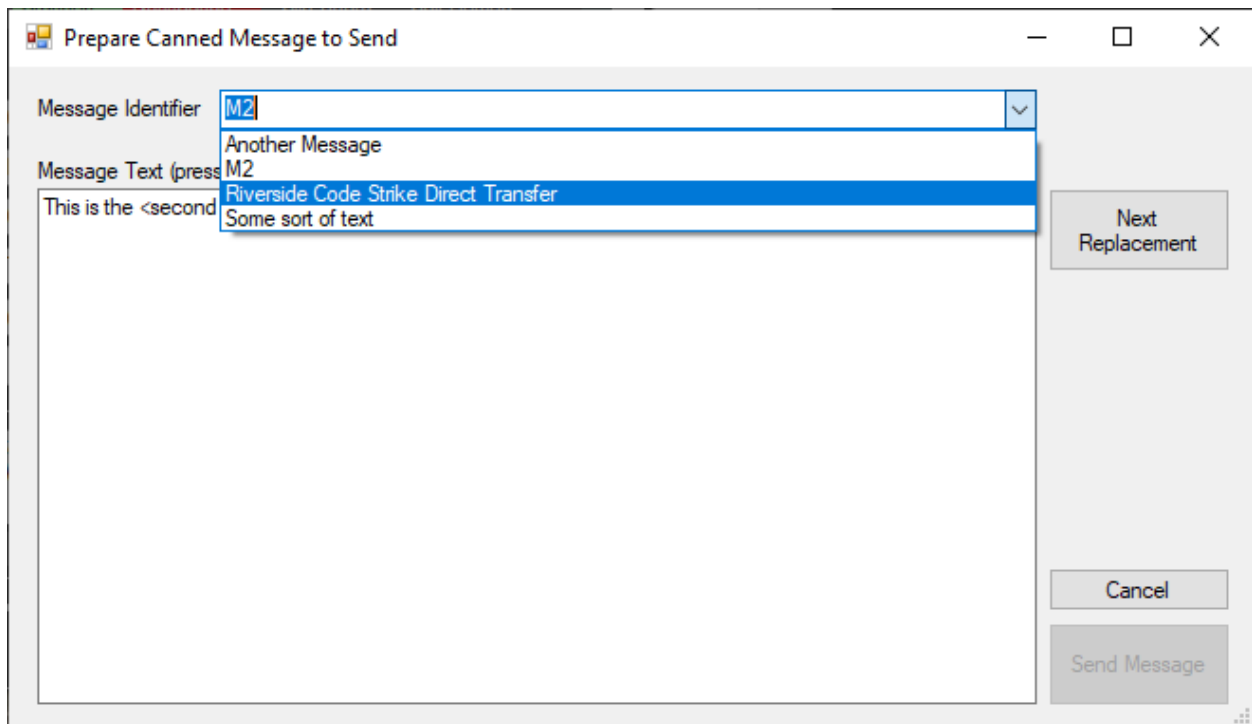 Prepare Canned Message to Send
Message Identifier M2
Another Message
Message Text (press M2
Riverside Code Strike Direct Transfer
This is the <second
Some sort of text
Next
Replacement
Cancel
Send Message